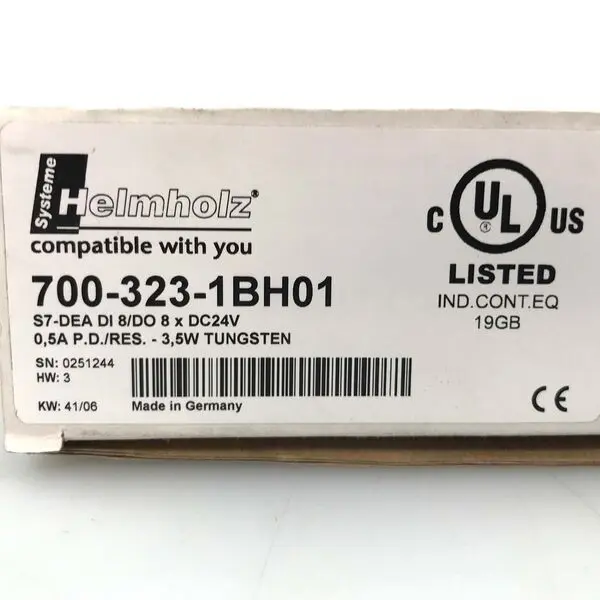 Systeme
Helmholz®
compatible with you
700-323-1BH01
S7-DEA DI 8/DO 8 x DC24V
0,5A P.D./RES. - 3,5W TUNGSTEN
SN: 0251244
HW: 3
KW: 41/06
Made in Germany
C UL® US
LISTED
IND.CONT.EQ
19GB
CE